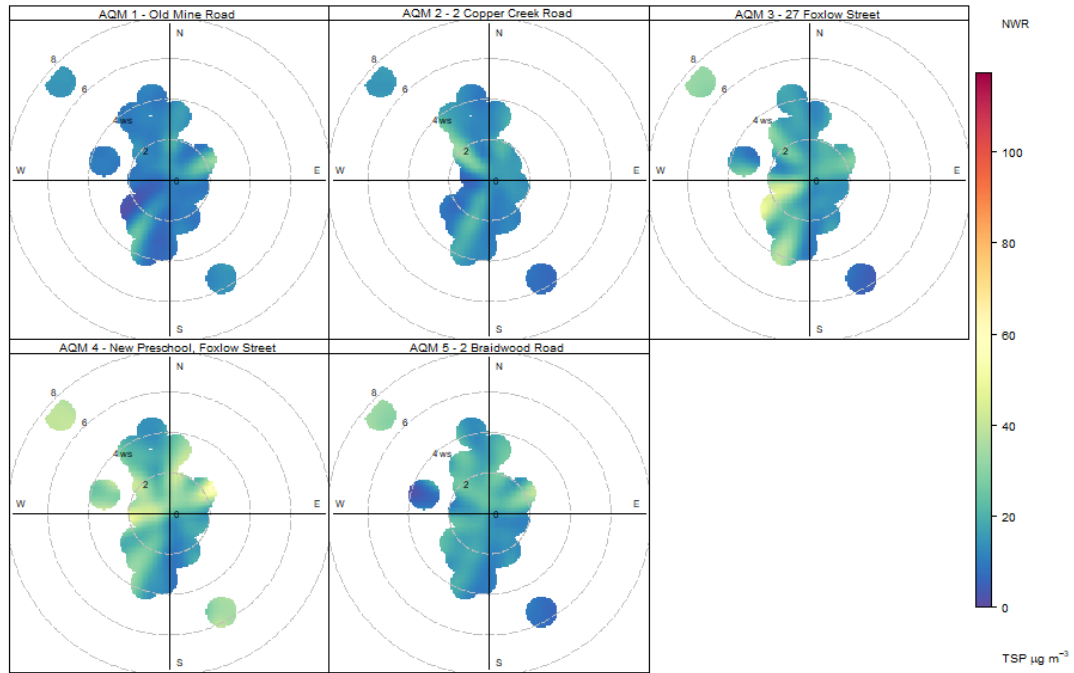 AQM 1 - Old Mine Road
AQM 2 - 2 Copper Creek Road
AQM 3 - 27 Foxlow Street
NWR
N
8
6
4 ws
2
0
W
E
S
N
8
6
4 ws
2
0
W
E
S
N
8
6
4 ws
2
0
W
E
S
AQM 4 - New Preschool, Foxlow Street
AQM 5 - 2 Braidwood Road
N
8
6
4 ws
2
0
W
E
S
N
8
6
4 ws
2
0
W
E
S
100
80
60
40
20
0
TSP μg m⁻³